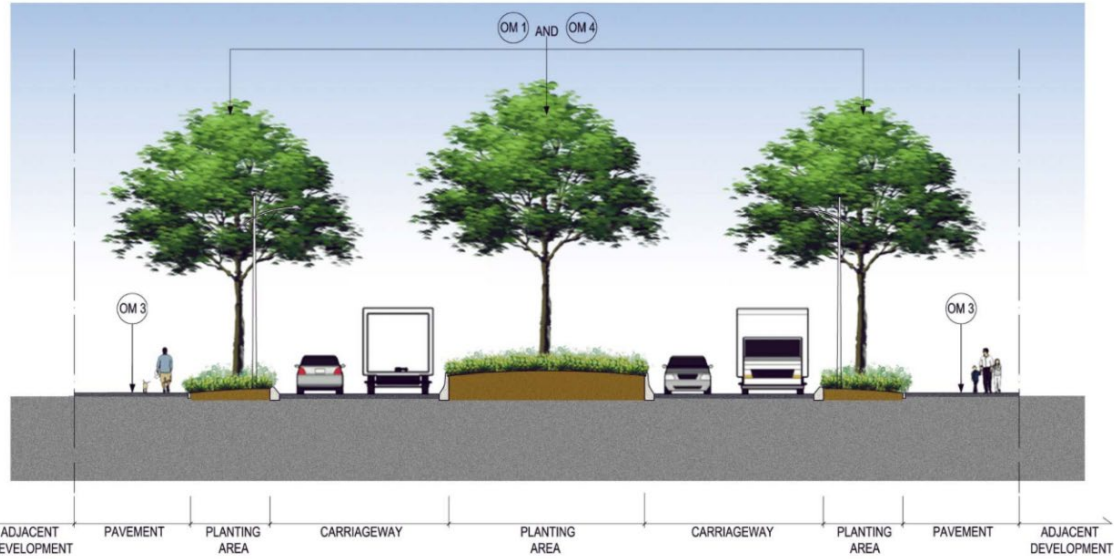 OM 1 AND OM 4
OM 3
OM 3
ADJACENT
DEVELOPMENT
PAVEMENT
PLANTING
AREA
CARRIAGEWAY
PLANTING
AREA
CARRIAGEWAY
PLANTING
AREA
PAVEMENT
ADJACENT
DEVELOPMENT